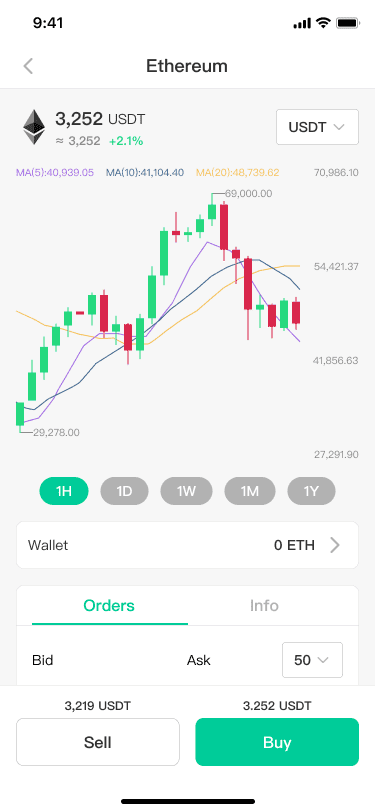 9:41
Ethereum
3,252 USDT
≈ 3,252 +2.1%
USDT
MA(5):40,939.05 MA(10):41,104.40 MA(20):48,739.62 70,986.10
69,000.00
54,421.37
41,856.63
29,278.00
27,291.90
1H 1D 1W 1M 1Y
Wallet 0 ETH
Orders Info
Bid Ask 50
3,219 USDT 3.252 USDT
Sell Buy